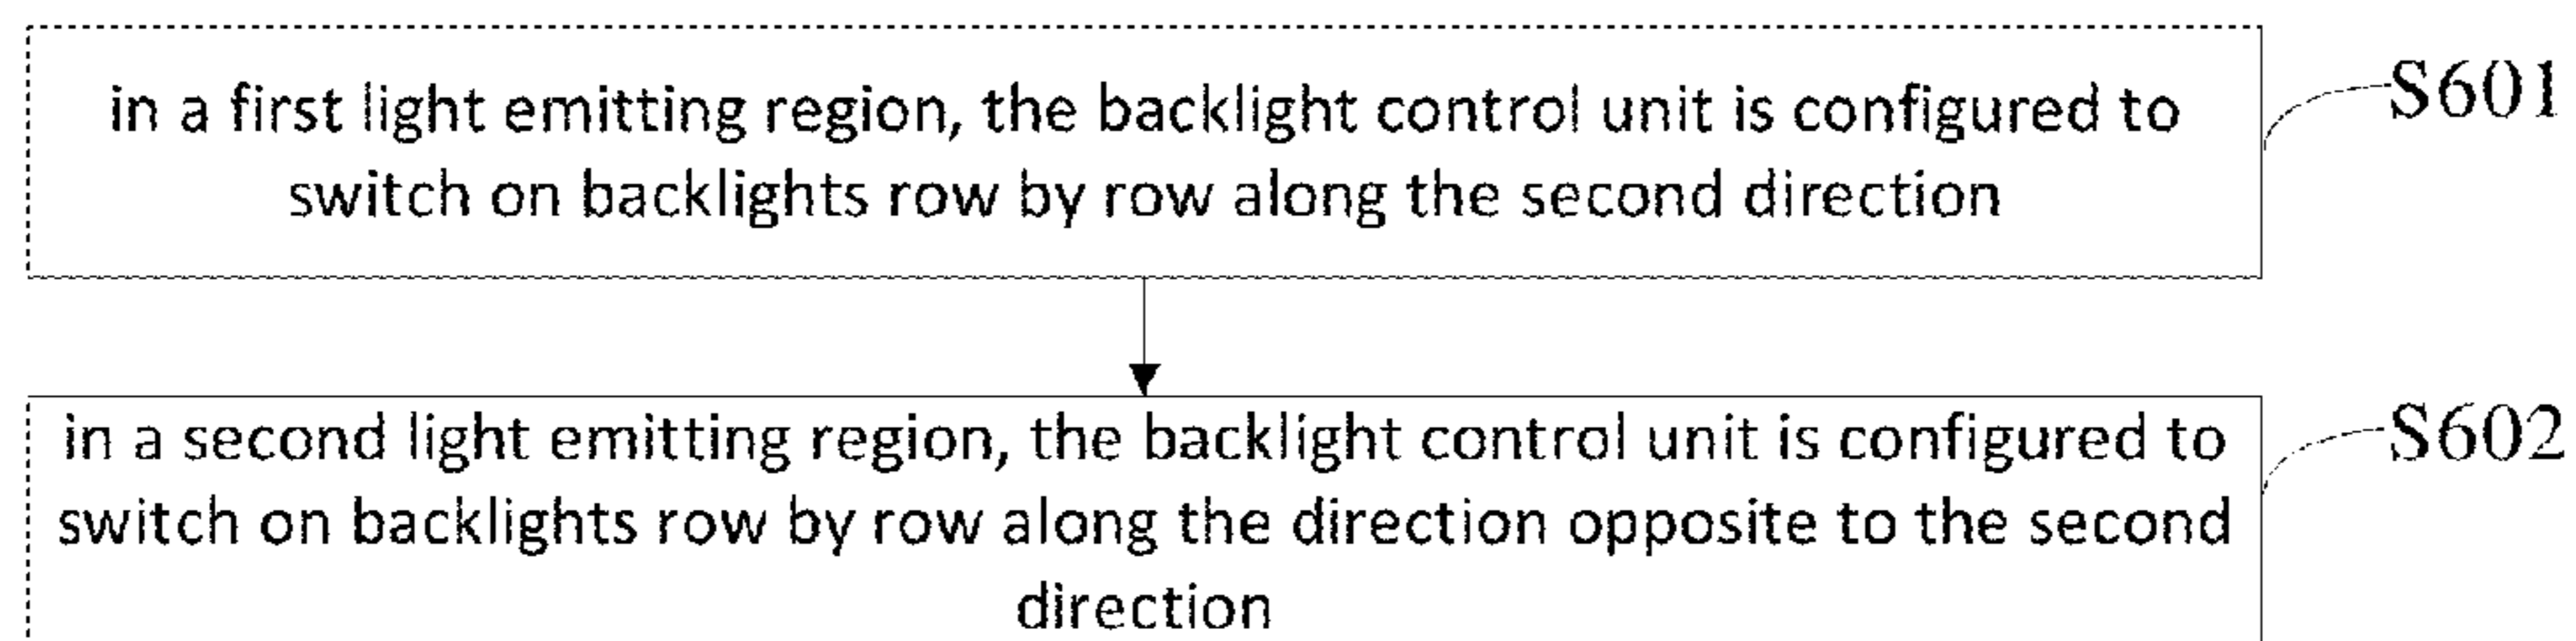 in a first light emitting region, the backlight control unit is configured to
switch on backlights row by row along the second direction
S601
in a second light emitting region, the backlight control unit is configured to
switch on backlights row by row along the direction opposite to the second
direction
S602